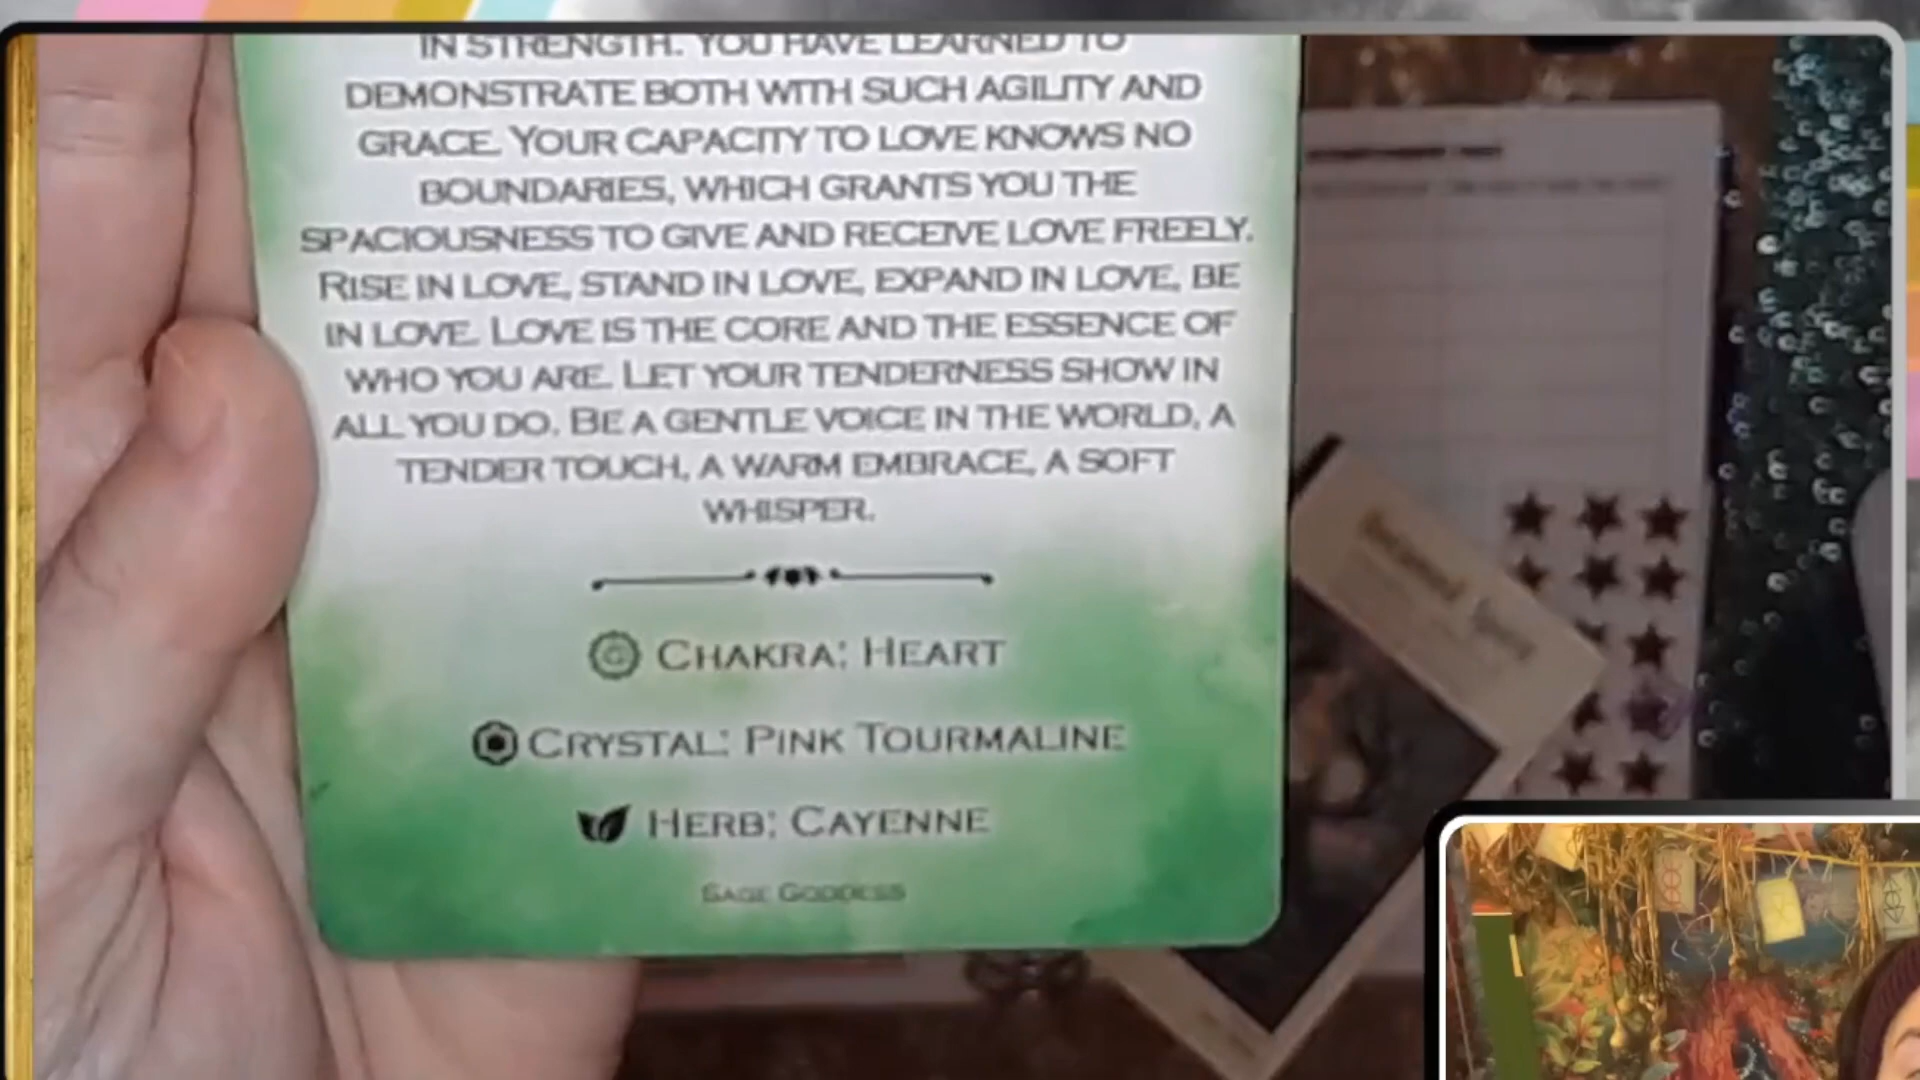 IN STRENGTH. YOU HAVE LEARNED TO
DEMONSTRATE BOTH WITH SUCH AGILITY AND
GRACE. YOUR CAPACITY TO LOVE KNOWS NO
BOUNDARIES, WHICH GRANTS YOU THE
SPACIOUSNESS TO GIVE AND RECEIVE LOVE FREELY.
RISE IN LOVE, STAND IN LOVE, EXPAND IN LOVE, BE
IN LOVE. LOVE IS THE CORE AND THE ESSENCE OF
WHO YOU ARE. LET YOUR TENDERNESS SHOW IN
ALL YOU DO. BE A GENTLE VOICE IN THE WORLD, A
TENDER TOUCH, A WARM EMBRACE, A SOFT
WHISPER.
CHAKRA: HEART
CRYSTAL: PINK TOURMALINE
HERB: CAYENNE
SAGE GODDESS